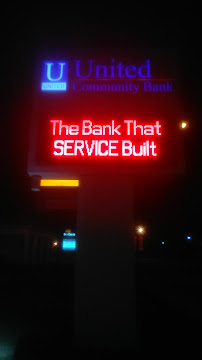 U United
UNITED Community Bank
The Bank That
SERVICE Built